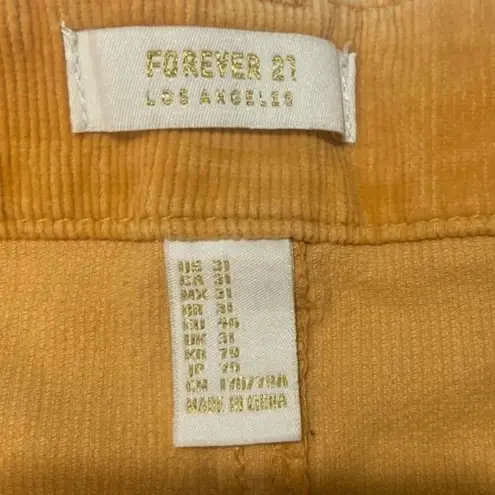 FOREVER 21
LOS ANGELES
US 31
CA 31
MX 31
BR 31
EU 46
UK 31
KR 79
JP 79
CN 170/78A
MADE IN CHINA